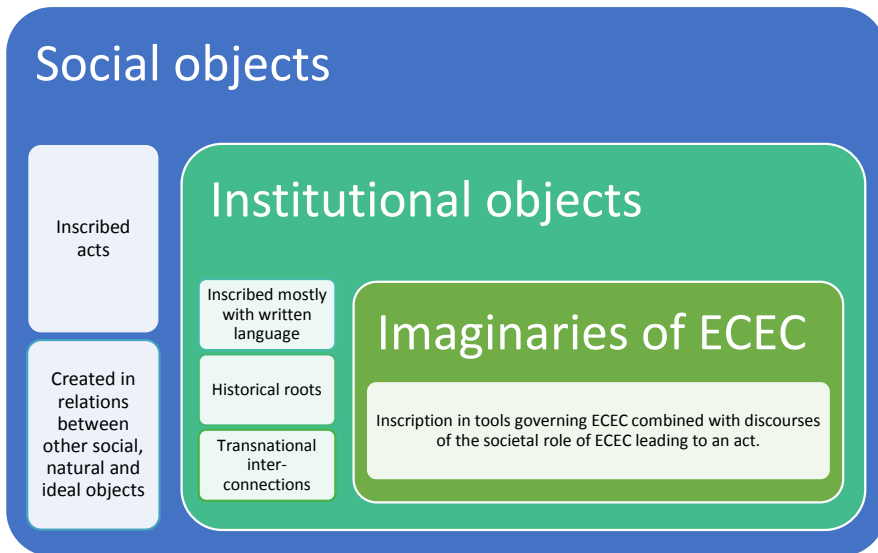 Social objects
Inscribed
acts
Created in
relations
between
other social,
natural and
ideal objects
Institutional objects
Inscribed mostly
with written
language
Historical roots
Transnational
inter-
connections
Imaginaries of ECEC
Inscription in tools governing ECEC combined with discourses
of the societal role of ECEC leading to an act.